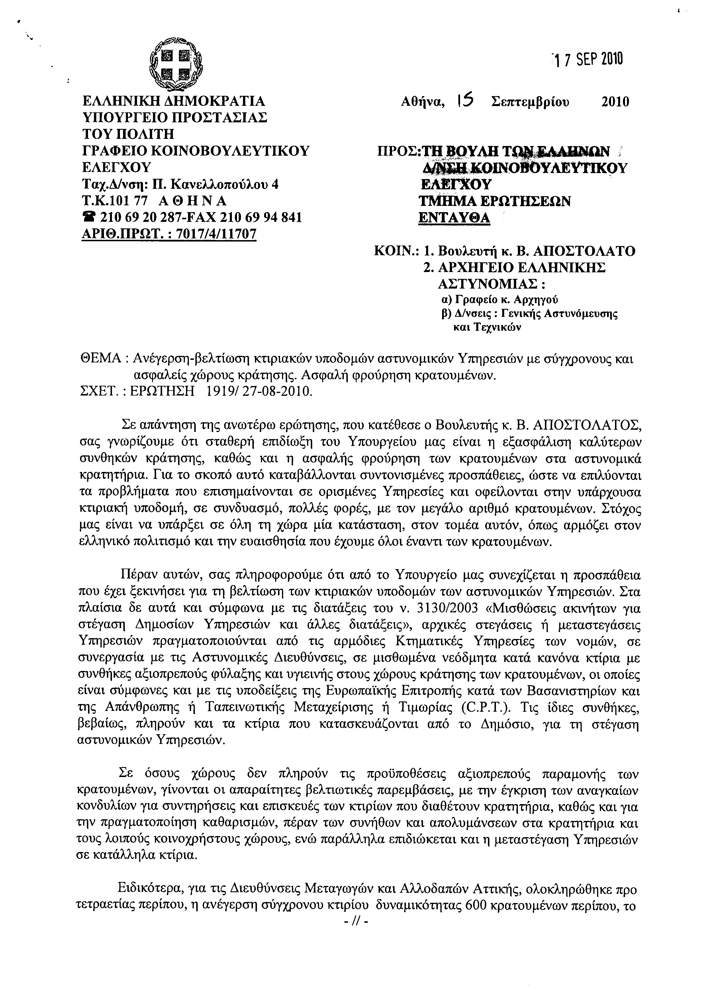 17 SEP 2010
ΕΛΛΗΝΙΚΗ ΔΗΜΟΚΡΑΤΙΑ
ΥΠΟΥΡΓΕΙΟ ΠΡΟΣΤΑΣΙΑΣ
ΤΟΥ ΠΟΛΙΤΗ
ΓΡΑΦΕΙΟ ΚΟΙΝΟΒΟΥΛΕΥΤΙΚΟΥ
ΕΛΕΓΧΟΥ
Ταχ.Δ/νση: Π. Κανελλοπούλου 4
Τ.Κ.101 77 Α Θ Η Ν Α
☎ 210 69 20 287-FAX 210 69 94 841
ΑΡΙΘ.ΠΡΩΤ. : 7017/4/11707
Αθήνα, 15 Σεπτεμβρίου 2010
ΠΡΟΣ:ΤΗ ΒΟΥΛΗ ΤΩΝ ΕΛΛΗΝΩΝ
Δ/ΝΣΗ ΚΟΙΝΟΒΟΥΛΕΥΤΙΚΟΥ
ΕΛΕΓΧΟΥ
ΤΜΗΜΑ ΕΡΩΤΗΣΕΩΝ
ΕΝΤΑΥΘΑ
ΚΟΙΝ.: 1. Βουλευτή κ. Β. ΑΠΟΣΤΟΛΑΤΟ
2. ΑΡΧΗΓΕΙΟ ΕΛΛΗΝΙΚΗΣ
ΑΣΤΥΝΟΜΙΑΣ :
α) Γραφείο κ. Αρχηγού
β) Δ/νσεις : Γενικής Αστυνόμευσης
και Τεχνικών
ΘΕΜΑ : Ανέγερση-βελτίωση κτιριακών υποδομών αστυνομικών Υπηρεσιών με σύγχρονους και
ασφαλείς χώρους κράτησης. Ασφαλή φρούρηση κρατουμένων.
ΣΧΕΤ. : ΕΡΩΤΗΣΗ 1919/ 27-08-2010.
Σε απάντηση της ανωτέρω ερώτησης, που κατέθεσε ο Βουλευτής κ. Β. ΑΠΟΣΤΟΛΑΤΟΣ,
σας γνωρίζουμε ότι σταθερή επιδίωξη του Υπουργείου μας είναι η εξασφάλιση καλύτερων
συνθηκών κράτησης, καθώς και η ασφαλής φρούρηση των κρατουμένων στα αστυνομικά
κρατητήρια. Για το σκοπό αυτό καταβάλλονται συντονισμένες προσπάθειες, ώστε να επιλύονται
τα προβλήματα που επισημαίνονται σε ορισμένες Υπηρεσίες και οφείλονται στην υπάρχουσα
κτιριακή υποδομή, σε συνδυασμό, πολλές φορές, με τον μεγάλο αριθμό κρατουμένων. Στόχος
μας είναι να υπάρξει σε όλη τη χώρα μία κατάσταση, στον τομέα αυτόν, όπως αρμόζει στον
ελληνικό πολιτισμό και την ευαισθησία που έχουμε όλοι έναντι των κρατουμένων.
Πέραν αυτών, σας πληροφορούμε ότι από το Υπουργείο μας συνεχίζεται η προσπάθεια
που έχει ξεκινήσει για τη βελτίωση των κτιριακών υποδομών των αστυνομικών Υπηρεσιών. Στα
πλαίσια δε αυτά και σύμφωνα με τις διατάξεις του ν. 3130/2003 «Μισθώσεις ακινήτων για
στέγαση Δημοσίων Υπηρεσιών και άλλες διατάξεις», αρχικές στεγάσεις ή μεταστεγάσεις
Υπηρεσιών πραγματοποιούνται από τις αρμόδιες Κτηματικές Υπηρεσίες των νομών, σε
συνεργασία με τις Αστυνομικές Διευθύνσεις, σε μισθωμένα νεόδμητα κατά κανόνα κτίρια με
συνθήκες αξιοπρεπούς φύλαξης και υγιεινής στους χώρους κράτησης των κρατουμένων, οι οποίες
είναι σύμφωνες και με τις υποδείξεις της Ευρωπαϊκής Επιτροπής κατά των Βασανιστηρίων και
της Απάνθρωπης ή Ταπεινωτικής Μεταχείρισης ή Τιμωρίας (C.P.T.). Τις ίδιες συνθήκες,
βεβαίως, πληρούν και τα κτίρια που κατασκευάζονται από το Δημόσιο, για τη στέγαση
αστυνομικών Υπηρεσιών.
Σε όσους χώρους δεν πληρούν τις προϋποθέσεις αξιοπρεπούς παραμονής των
κρατουμένων, γίνονται οι απαραίτητες βελτιωτικές παρεμβάσεις, με την έγκριση των αναγκαίων
κονδυλίων για συντηρήσεις και επισκευές των κτιρίων που διαθέτουν κρατητήρια, καθώς και για
την πραγματοποίηση καθαρισμών, πέραν των συνήθων και απολυμάνσεων στα κρατητήρια και
τους λοιπούς κοινοχρήστους χώρους, ενώ παράλληλα επιδιώκεται και η μεταστέγαση Υπηρεσιών
σε κατάλληλα κτίρια.
Ειδικότερα, για τις Διευθύνσεις Μεταγωγών και Αλλοδαπών Αττικής, ολοκληρώθηκε προ
τετραετίας περίπου, η ανέγερση σύγχρονου κτιρίου δυναμικότητας 600 κρατουμένων περίπου, το
- // -